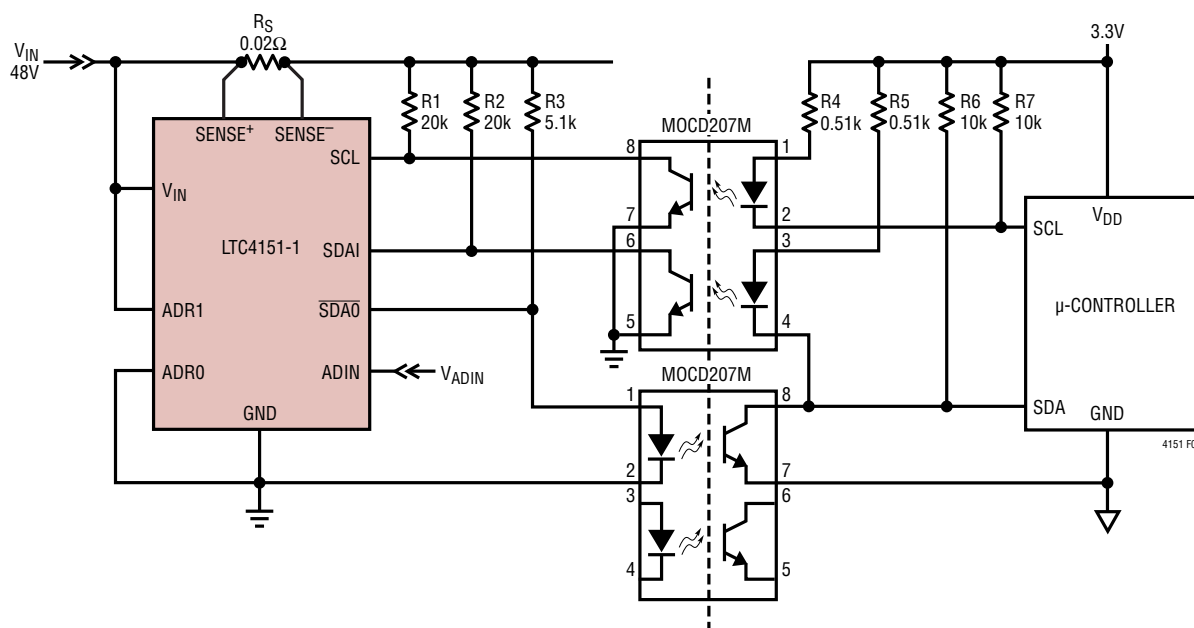 VIN
48V
RS
0.02Ω
3.3V
R1
20k
R2
20k
R3
5.1k
R4
0.51k
R5
0.51k
R6
10k
R7
10k
MOCD207M
SENSE+
SENSE–
SCL
VIN
LTC4151-1
SDAI
SDA0
ADR1
ADR0
ADIN
VADIN
GND
8
7
6
5
1
2
3
4
VDD
SCL
µ-CONTROLLER
SDA
GND
MOCD207M
1
2
3
4
8
7
6
5